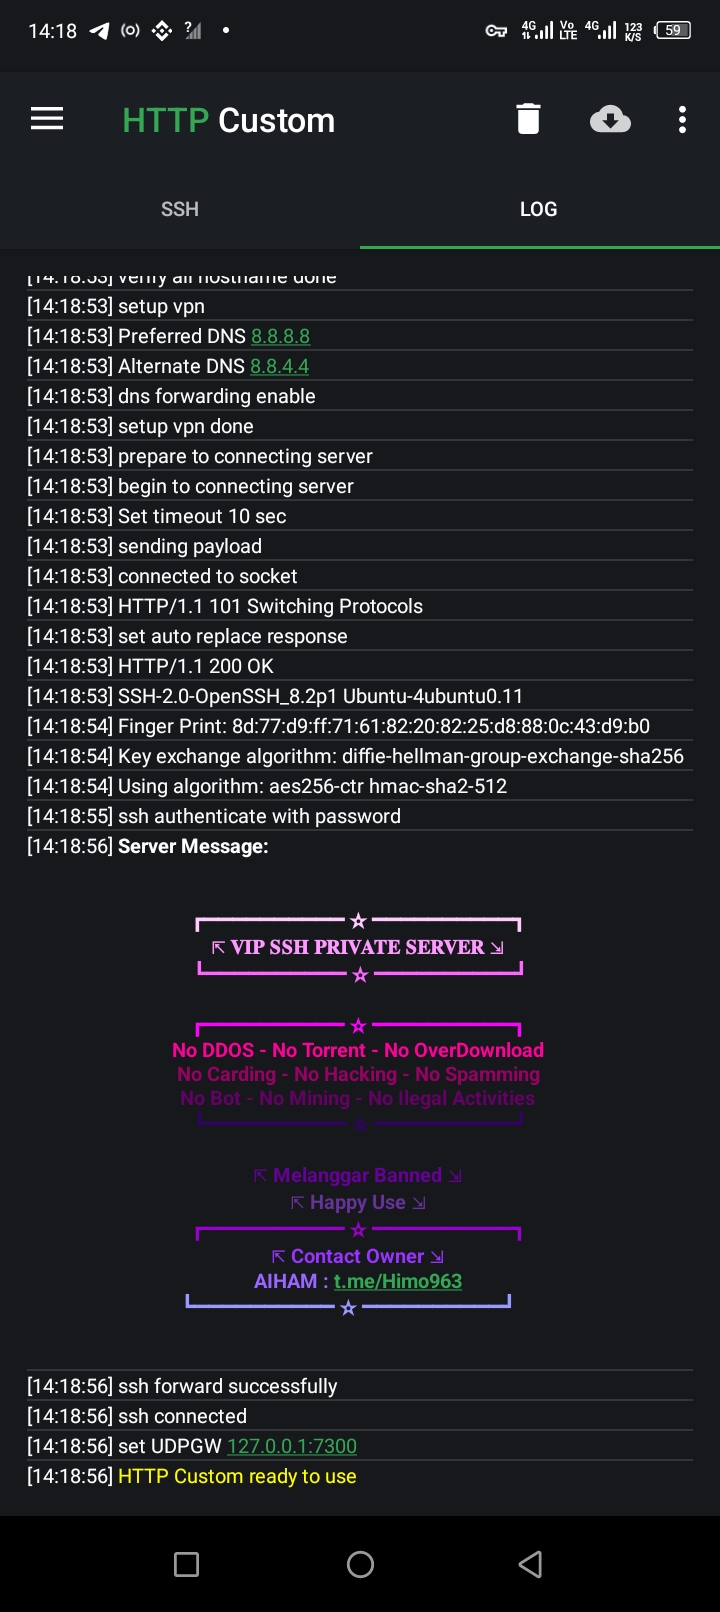 14:18 ? 4G Vo LTE 4G 123 K/S 59
HTTP Custom
SSH LOG
[14:18:53] verify all hostname done
[14:18:53] setup vpn
[14:18:53] Preferred DNS 8.8.8.8
[14:18:53] Alternate DNS 8.8.4.4
[14:18:53] dns forwarding enable
[14:18:53] setup vpn done
[14:18:53] prepare to connecting server
[14:18:53] begin to connecting server
[14:18:53] Set timeout 10 sec
[14:18:53] sending payload
[14:18:53] connected to socket
[14:18:53] HTTP/1.1 101 Switching Protocols
[14:18:53] set auto replace response
[14:18:53] HTTP/1.1 200 OK
[14:18:53] SSH-2.0-OpenSSH_8.2p1 Ubuntu-4ubuntu0.11
[14:18:54] Finger Print: 8d:77:d9:ff:71:61:82:20:82:25:d8:88:0c:43:d9:b0
[14:18:54] Key exchange algorithm: diffie-hellman-group-exchange-sha256
[14:18:54] Using algorithm: aes256-ctr hmac-sha2-512
[14:18:55] ssh authenticate with password
[14:18:56] Server Message:
⇱ VIP SSH PRIVATE SERVER ⇲
No DDOS - No Torrent - No OverDownload
No Carding - No Hacking - No Spamming
No Bot - No Mining - No Ilegal Activities
⇱ Melanggar Banned ⇲
⇱ Happy Use ⇲
⇱ Contact Owner ⇲
AIHAM : t.me/Himo963
[14:18:56] ssh forward successfully
[14:18:56] ssh connected
[14:18:56] set UDPGW 127.0.0.1:7300
[14:18:56] HTTP Custom ready to use